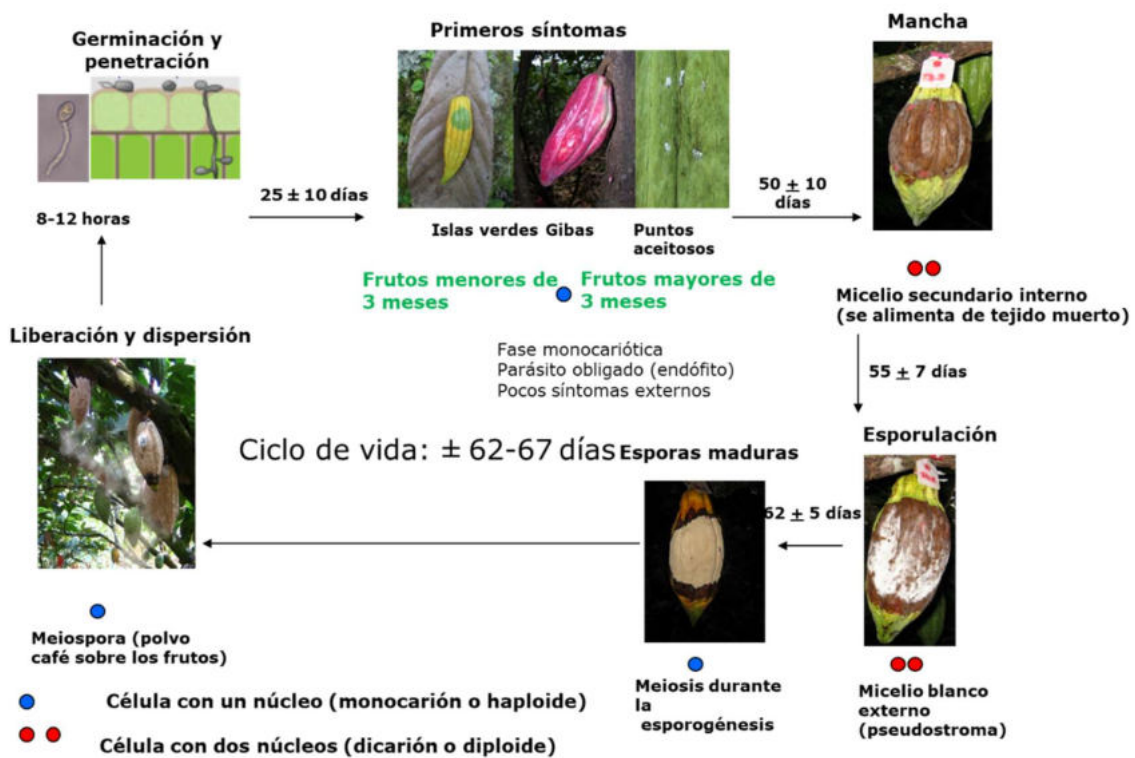 Germinación y
penetración
Primeros síntomas
Mancha
8-12 horas
25 ± 10 días
50 ± 10
días
Islas verdes Gibas
Puntos
aceitosos
Frutos menores de
3 meses
Frutos mayores de
3 meses
Micelio secundario interno
(se alimenta de tejido muerto)
Liberación y dispersión
Fase monocariótica
Parásito obligado (endófito)
Pocos síntomas externos
55 ± 7 días
Ciclo de vida: ± 62-67 días
Esporas maduras
Esporulación
62 ± 5 días
Meiospora (polvo
café sobre los frutos)
Meiosis durante
la
esporogénesis
Micelio blanco
externo
(pseudostroma)
Célula con un núcleo (monocarión o haploide)
Célula con dos núcleos (dicarión o diploide)